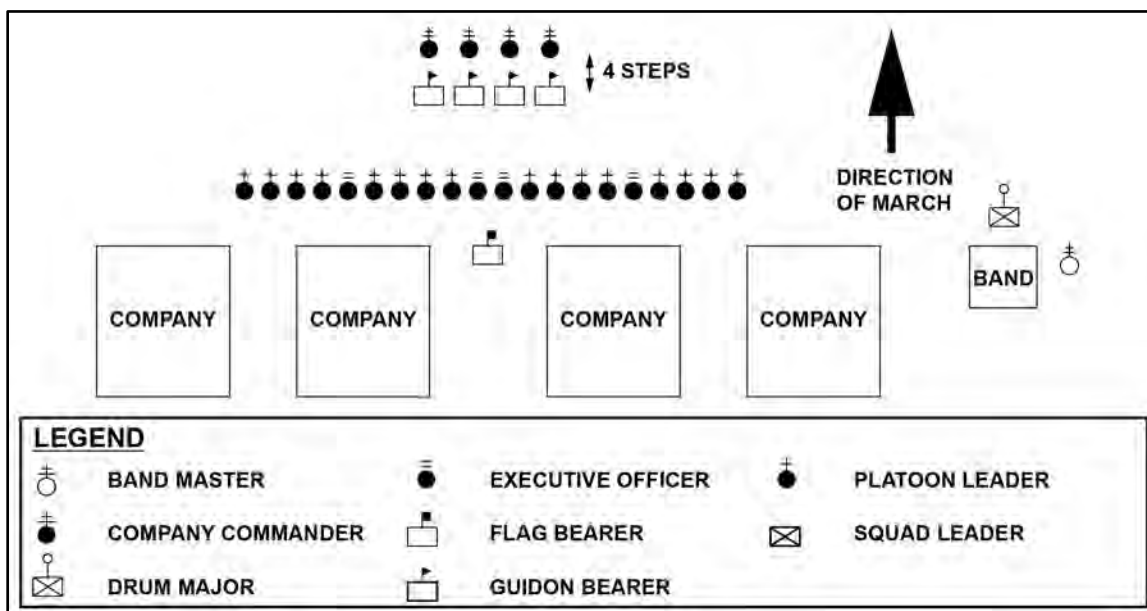 4 STEPS
DIRECTION
OF MARCH
BAND
COMPANY COMPANY COMPANY COMPANY
LEGEND
BAND MASTER EXECUTIVE OFFICER PLATOON LEADER
COMPANY COMMANDER FLAG BEARER SQUAD LEADER
DRUM MAJOR GUIDON BEARER